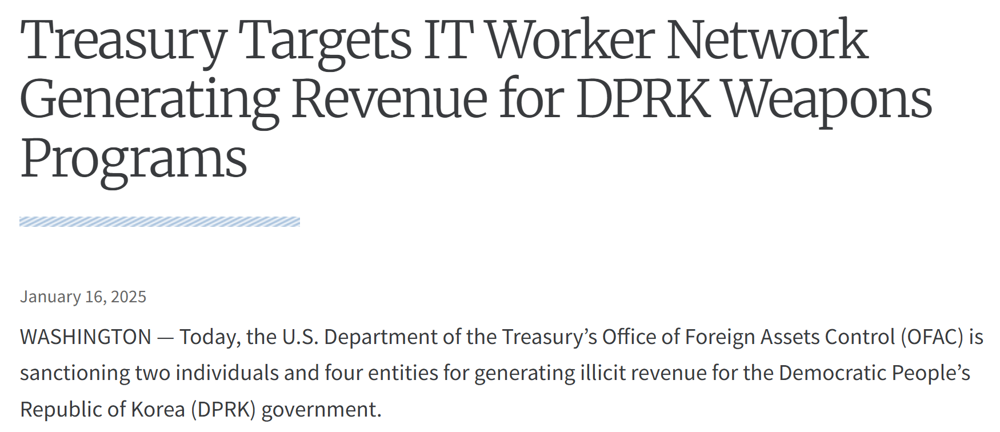 Treasury Targets IT Worker Network
Generating Revenue for DPRK Weapons
Programs
January 16, 2025
WASHINGTON — Today, the U.S. Department of the Treasury’s Office of Foreign Assets Control (OFAC) is
sanctioning two individuals and four entities for generating illicit revenue for the Democratic People’s
Republic of Korea (DPRK) government.